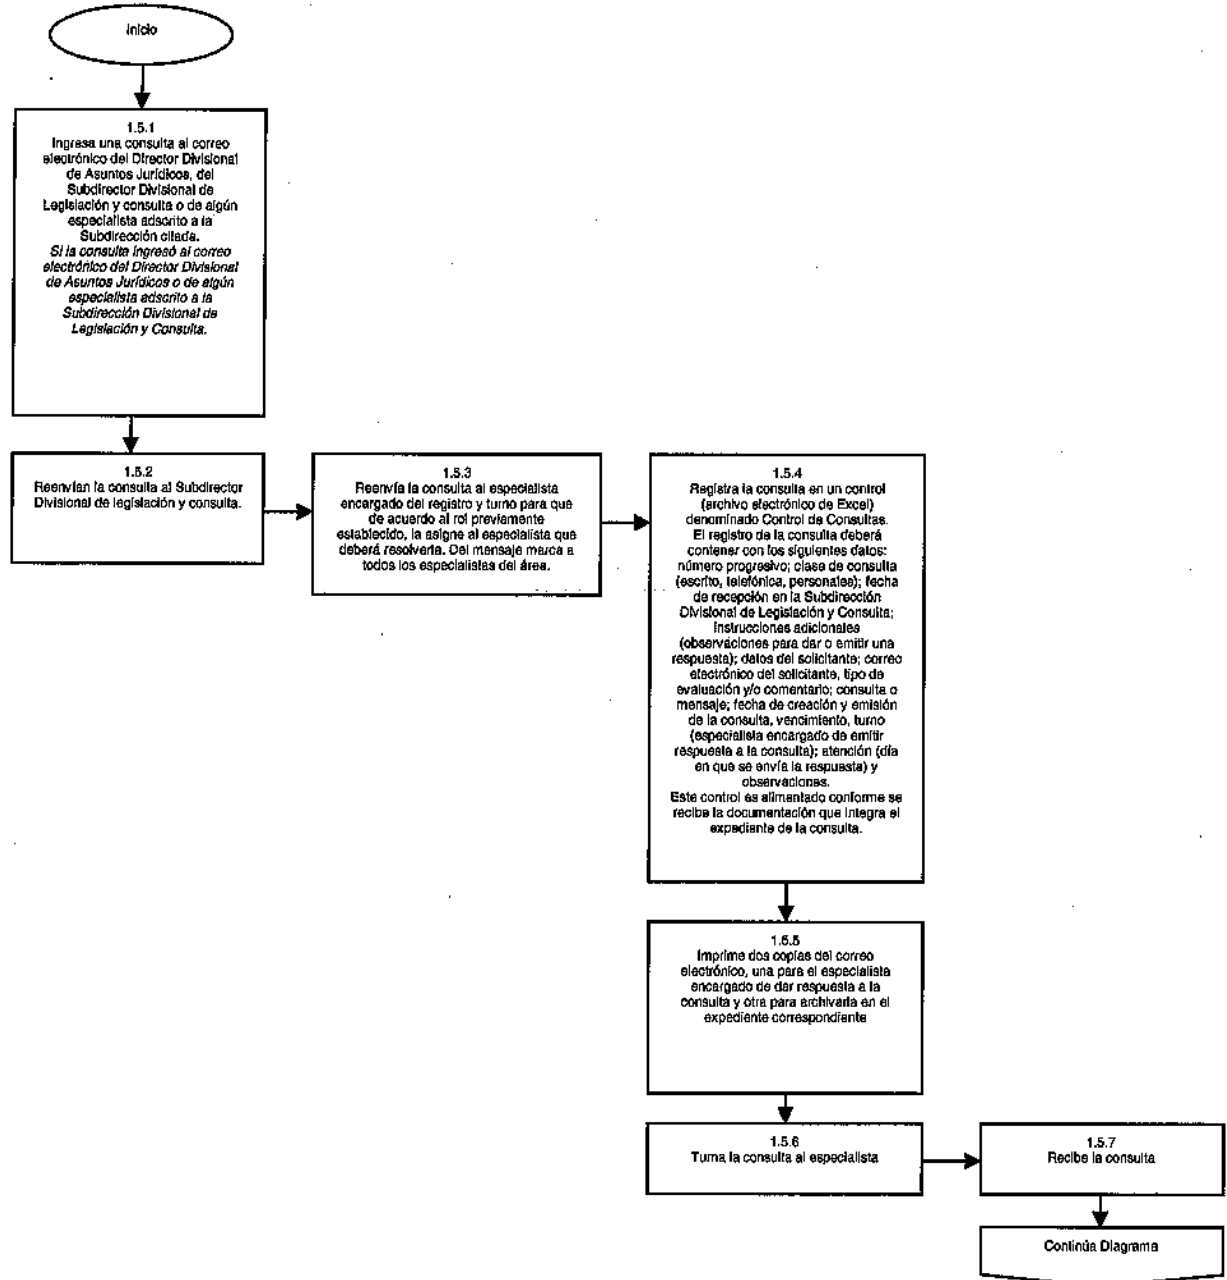 Inicio
1.5.1
Ingresa una consulta al correo
electrónico del Director Divisional
de Asuntos Jurídicos, del
Subdirector Divisional de
Legislación y consulta o de algún
especialista adscrito a la
Subdirección citada.
Si la consulta ingresó al correo
electrónico del Director Divisional
de Asuntos Jurídicos o de algún
especialista adscrito a la
Subdirección Divisional de
Legislación y Consulta.
1.5.2
Reenvían la consulta al Subdirector
Divisional de legislación y consulta.
1.5.3
Reenvía la consulta al especialista
encargado del registro y turno para que
de acuerdo al rol previamente
establecido, la asigne al especialista que
deberá resolverla. Del mensaje marca a
todos los especialistas del área.
1.5.4
Registra la consulta en un control
(archivo electrónico de Excel)
denominado Control de Consultas.
El registro de la consulta deberá
contener con los siguientes datos:
número progresivo; clase de consulta
(escrito, telefónica, personales); fecha
de recepción en la Subdirección
Divisional de Legislación y Consulta;
instrucciones adicionales
(observaciones para dar o emitir una
respuesta); datos del solicitante; correo
electrónico del solicitante, tipo de
evaluación y/o comentario; consulta o
mensaje; fecha de creación y emisión
de la consulta, vencimiento, turno
(especialista encargado de emitir
respuesta a la consulta); atención (día
en que se envía la respuesta) y
observaciones.
Este control es alimentado conforme se
recibe la documentación que integra el
expediente de la consulta.
1.5.5
Imprime dos copias del correo
electrónico, una para el especialista
encargado de dar respuesta a la
consulta y otra para archivarla en el
expediente correspondiente
1.5.6
Turna la consulta al especialista
1.5.7
Recibe la consulta
Continúa Diagrama